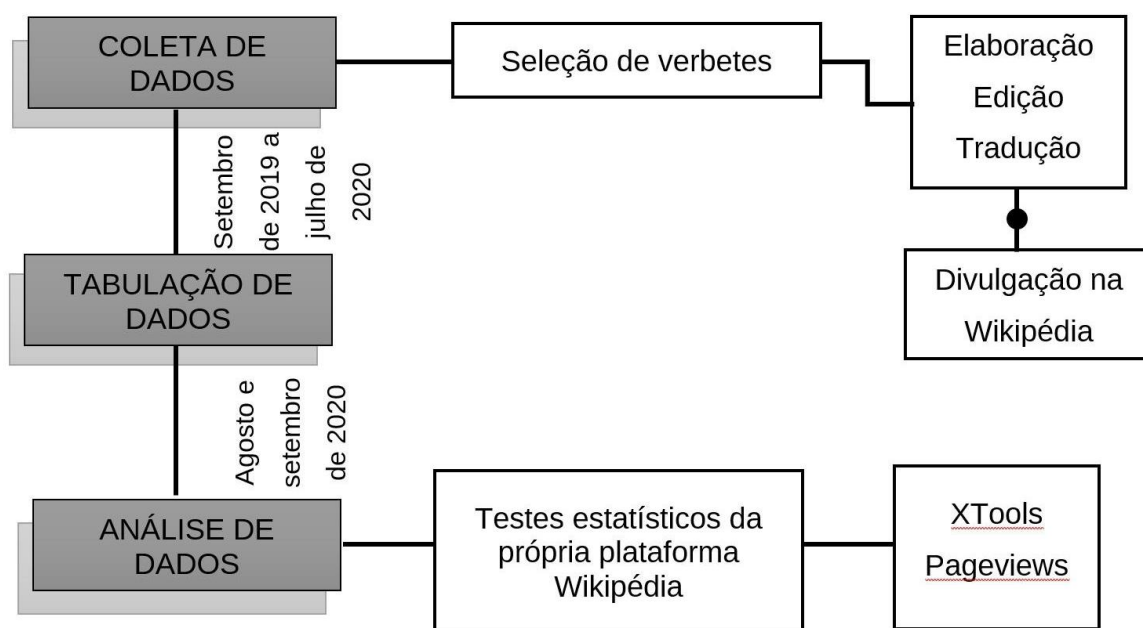 COLETA DE
DADOS
Seleção de verbetes
Elaboração
Edição
Tradução
Setembro
de 2019 a
julho de
2020
TABULAÇÃO DE
DADOS
Divulgação na
Wikipédia
Agosto e
setembro
de 2020
ANÁLISE DE
DADOS
Testes estatísticos da
própria plataforma
Wikipédia
XTools
Pageviews